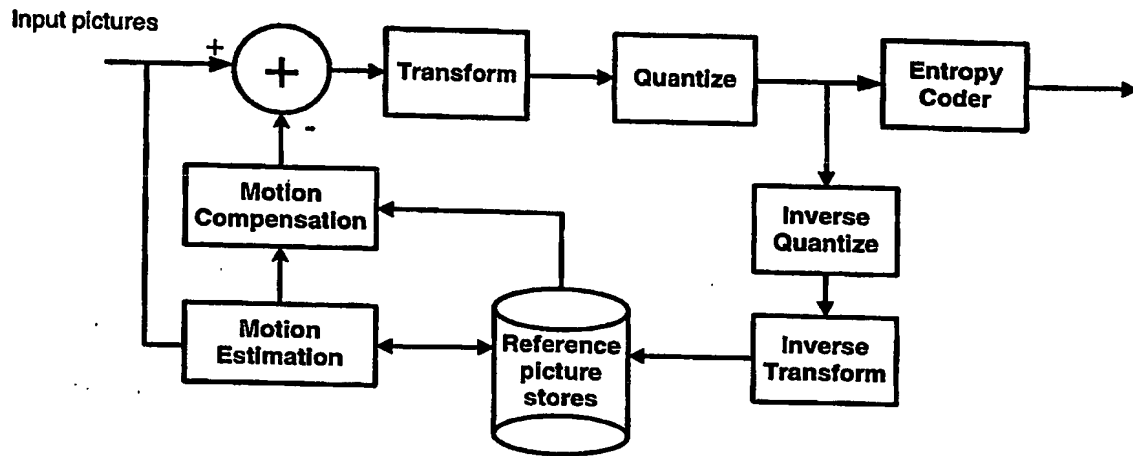 Input pictures
+
+
Transform
Quantize
Entropy
Coder
-
Motion
Compensation
Inverse
Quantize
Motion
Estimation
Reference
picture
stores
Inverse
Transform